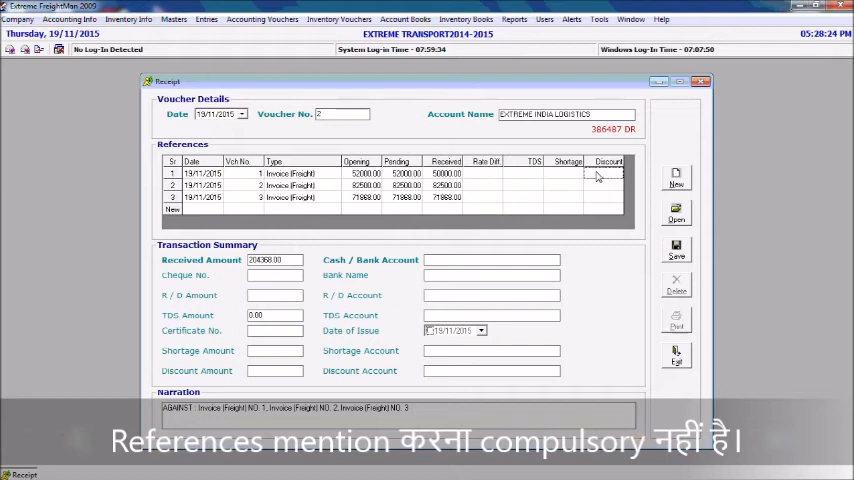 Extreme FreightMan 2009
Company Accounting Info Inventory Info Masters Entries Accounting Vouchers Inventory Vouchers Account Books Inventory Books Reports Users Alerts Tools Window Help
Thursday, 19/11/2015 EXTREME TRANSPORT2014-2015 05:28:24 PM
No Log-In Detected System Log-in Time - 07:59:34 Windows Log-In Time - 07:07:50
Receipt
Voucher Details
Date 19/11/2015 Voucher No. 2 Account Name EXTREME INDIA LOGISTICS
386487 DR
References
Sr Date Vch No. Type Opening Pending Received Rate Diff. TDS Shortage Discount
1 19/11/2015 1 Invoice (Freight) 52000.00 52000.00 50000.00
2 19/11/2015 2 Invoice (Freight) 82500.00 82500.00 82500.00
3 19/11/2015 3 Invoice (Freight) 71868.00 71868.00 71868.00
New
New
Open
Save
Delete
Print
Exit
Transaction Summary
Received Amount 204368.00 Cash / Bank Account
Cheque No. Bank Name
R / D Amount R / D Account
TDS Amount 0.00 TDS Account
Certificate No. Date of Issue 19/11/2015
Shortage Amount Shortage Account
Discount Amount Discount Account
Narration
AGAINST : Invoice (Freight) NO. 1, Invoice (Freight) NO. 2, Invoice (Freight) NO. 3
References mention करना compulsory नहीं है।
Receipt